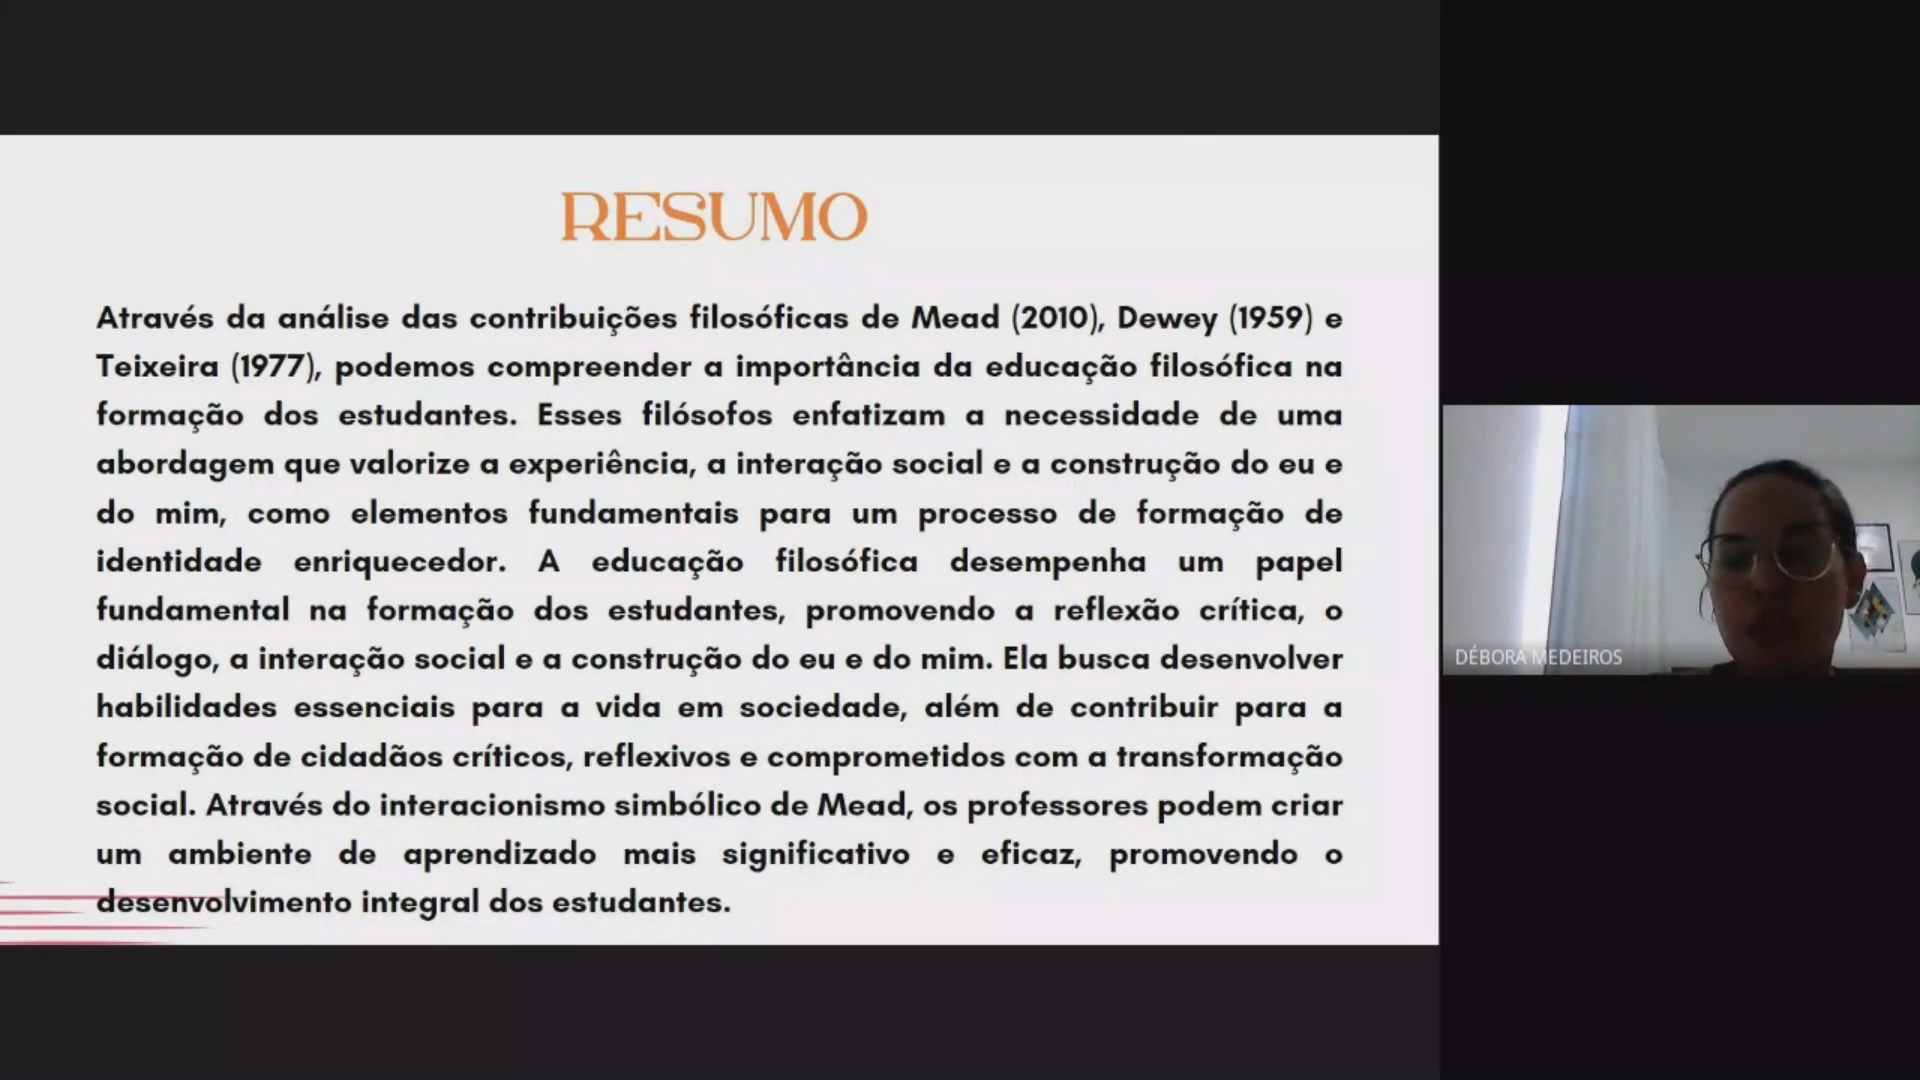 RESUMO
Através da análise das contribuições filosóficas de Mead (2010), Dewey (1959) e
Teixeira (1977), podemos compreender a importância da educação filosófica na
formação dos estudantes. Esses filósofos enfatizam a necessidade de uma
abordagem que valorize a experiência, a interação social e a construção do eu e
do mim, como elementos fundamentais para um processo de formação de
identidade enriquecedor. A educação filosófica desempenha um papel
fundamental na formação dos estudantes, promovendo a reflexão crítica, o
diálogo, a interação social e a construção do eu e do mim. Ela busca desenvolver
habilidades essenciais para a vida em sociedade, além de contribuir para a
formação de cidadãos críticos, reflexivos e comprometidos com a transformação
social. Através do interacionismo simbólico de Mead, os professores podem criar
um ambiente de aprendizado mais significativo e eficaz, promovendo o
desenvolvimento integral dos estudantes.
DÉBORA MEDEIROS